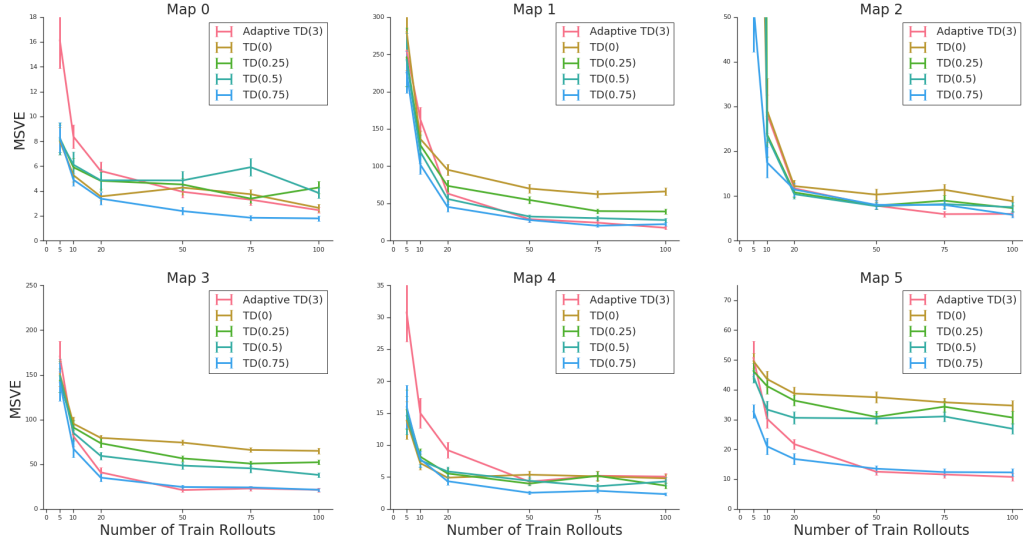 Map 0
MSVE
18
16
14
12
10
8
6
4
2
0
0 5 10 20 50 75 100
Adaptive TD(3)
TD(0)
TD(0.25)
TD(0.5)
TD(0.75)
Map 1
300
250
200
150
100
50
0
0 5 10 20 50 75 100
Adaptive TD(3)
TD(0)
TD(0.25)
TD(0.5)
TD(0.75)
Map 2
50
40
30
20
10
0
0 5 10 20 50 75 100
Adaptive TD(3)
TD(0)
TD(0.25)
TD(0.5)
TD(0.75)
Map 3
MSVE
250
200
150
100
50
0
0 5 10 20 50 75 100
Number of Train Rollouts
Adaptive TD(3)
TD(0)
TD(0.25)
TD(0.5)
TD(0.75)
Map 4
35
30
25
20
15
10
5
0
0 5 10 20 50 75 100
Number of Train Rollouts
Adaptive TD(3)
TD(0)
TD(0.25)
TD(0.5)
TD(0.75)
Map 5
70
60
50
40
30
20
10
0
0 5 10 20 50 75 100
Number of Train Rollouts
Adaptive TD(3)
TD(0)
TD(0.25)
TD(0.5)
TD(0.75)